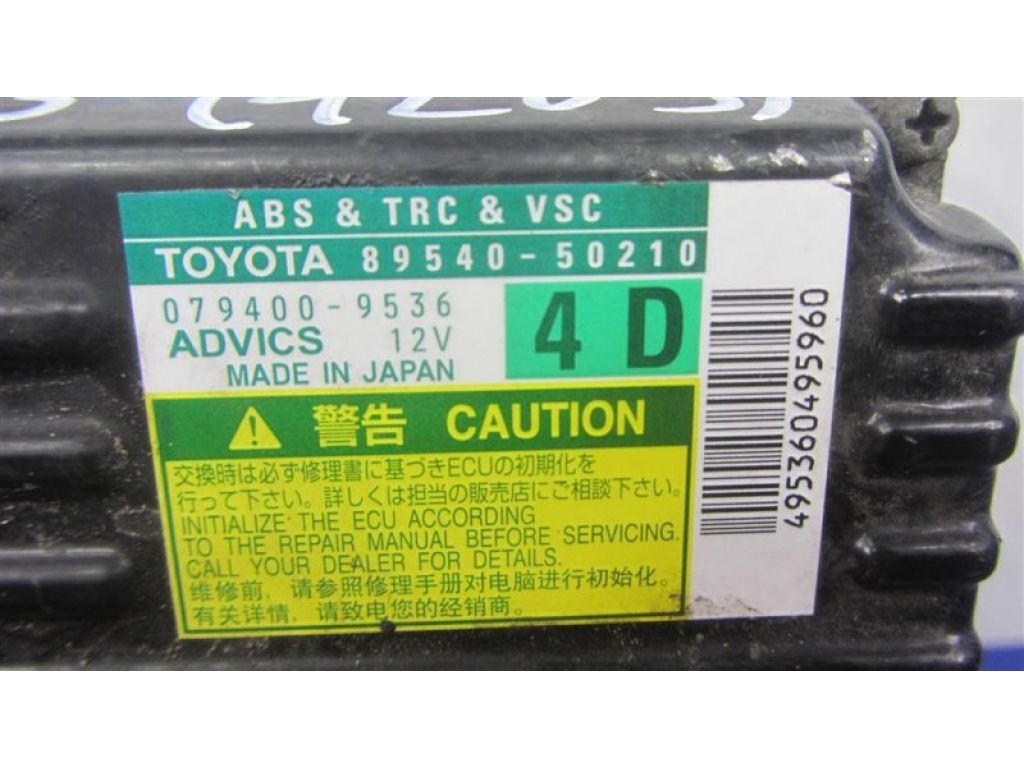 ABS & TRC & VSC
TOYOTA 89540-50210
079400-9536
ADVICS 12V
MADE IN JAPAN
4D
495360495960
警告 CAUTION
交換時は必ず修理書に基づきECUの初期化を
行って下さい。詳しくは担当の販売店にご相談下さい。
INITIALIZE THE ECU ACCORDING
TO THE REPAIR MANUAL BEFORE SERVICING.
CALL YOUR DEALER FOR DETAILS.
维修前，请参照修理手册对电脑进行初始化。
有关详情，请致电您的经销商。